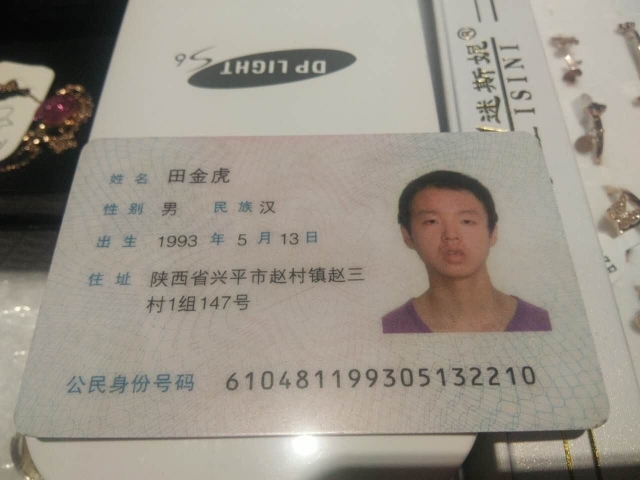 DP LIGHT
S6
迷斯妮®
ISINI
姓名 田金虎
性别 男 民族 汉
出生 1993 年 5 月 13 日
住址 陕西省兴平市赵村镇赵三
村1组147号
公民身份号码 610481199305132210